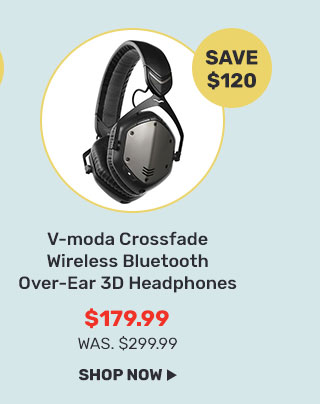 SAVE
$120
V-moda Crossfade
Wireless Bluetooth
Over-Ear 3D Headphones
$179.99
WAS. $299.99
SHOP NOW ▶